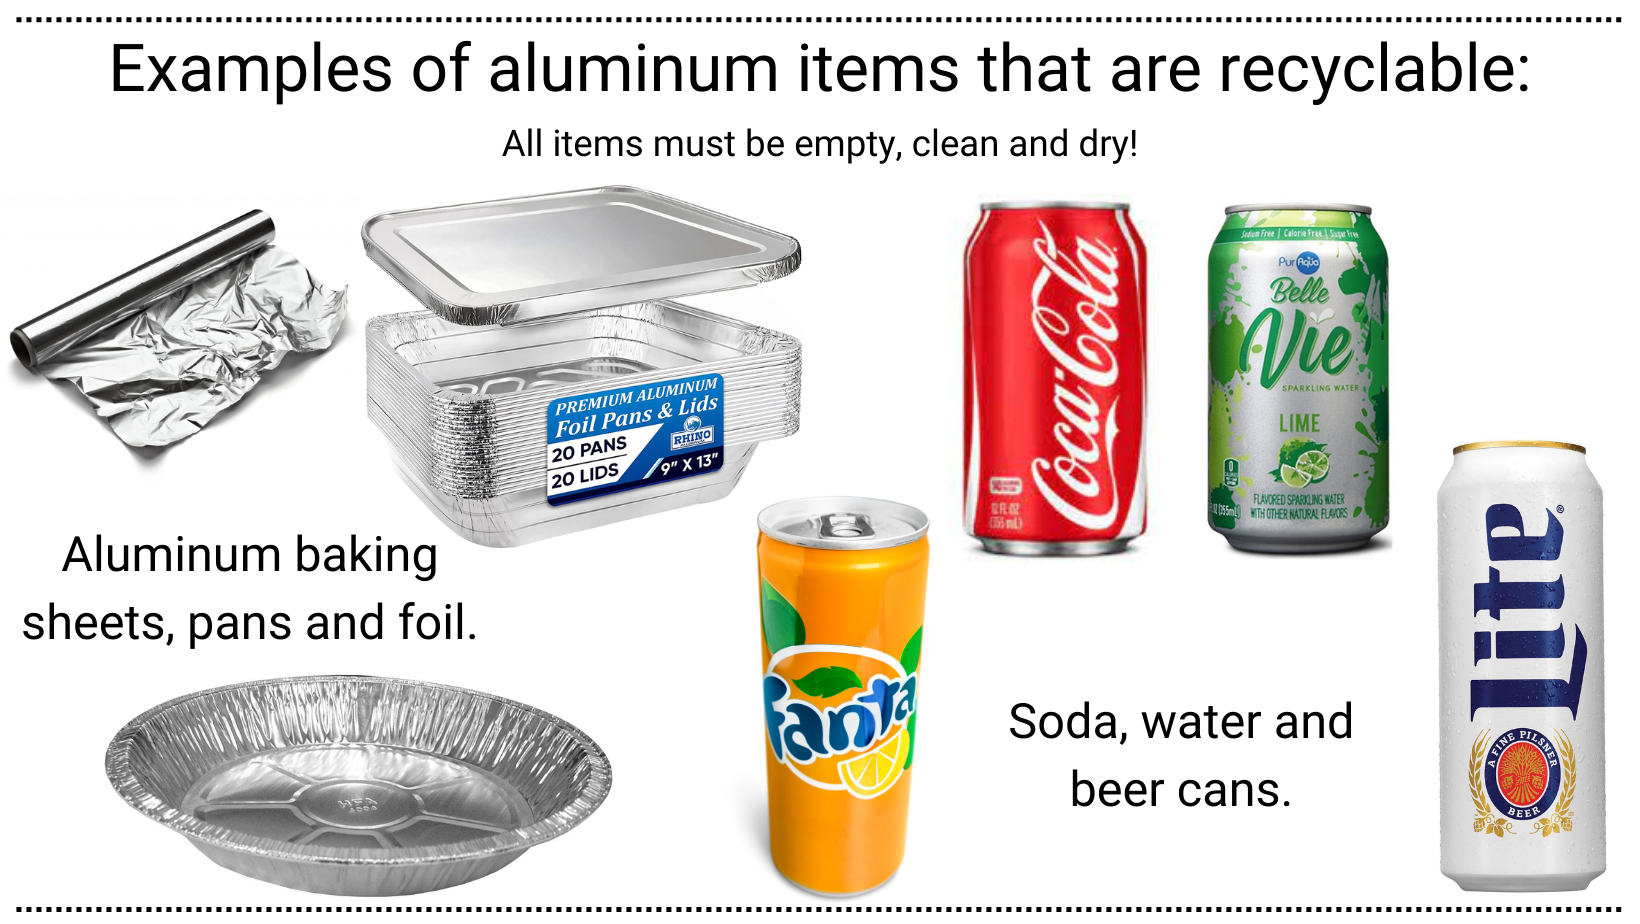 Examples of aluminum items that are recyclable:
All items must be empty, clean and dry!
PREMIUM ALUMINUM
Foil Pans & Lids
20 PANS
20 LIDS
RHINO
9" X 13"
Aluminum baking
sheets, pans and foil.
HFA
Coca-Cola
12 FL OZ
(355 mL)
Sodium Free | Calorie Free | Sugar Free
Pur Aqua
Belle
Vie
SPARKLING WATER
LIME
0
FLAVORED SPARKLING WATER
WITH OTHER NATURAL FLAVORS
(355mL)
fanta
Soda, water and
beer cans.
Lite®
A FINE PILSNER
BEER